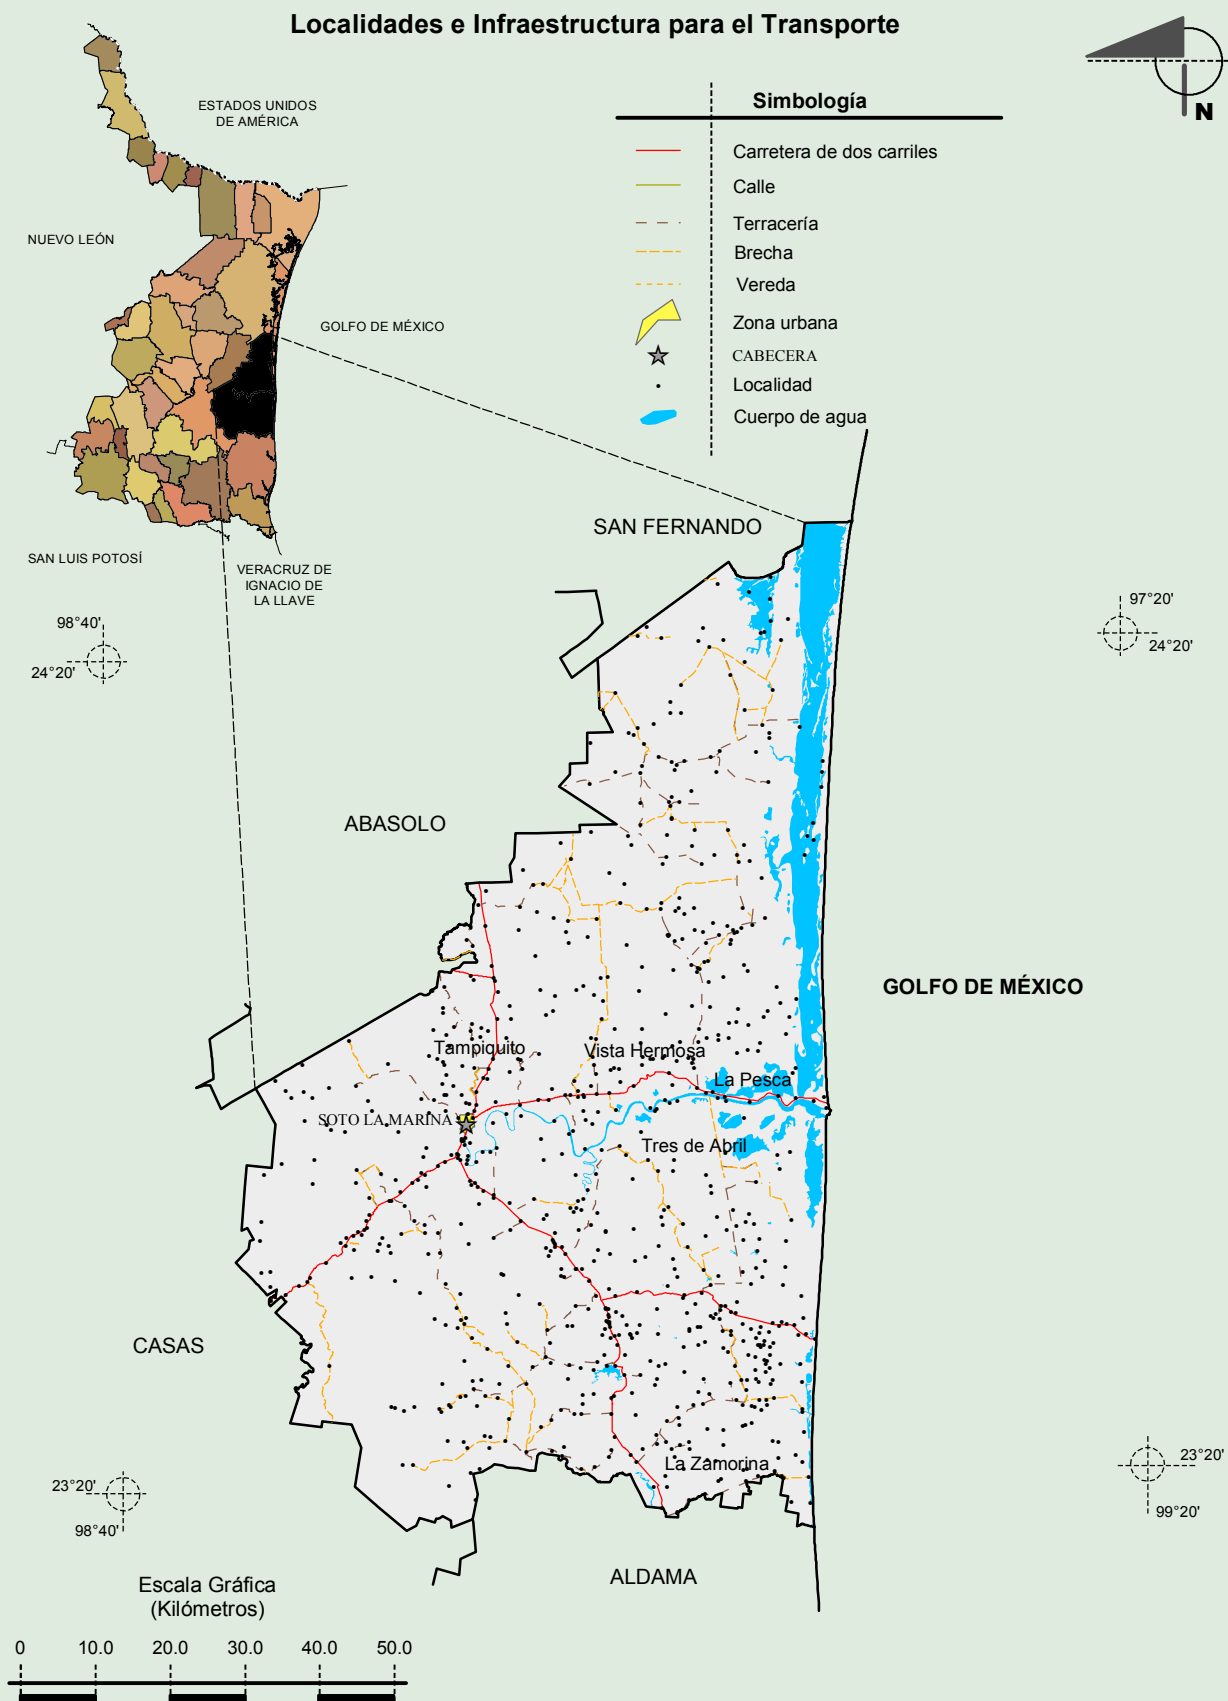 Localidades e Infraestructura para el Transporte
N
Simbología
Carretera de dos carriles
Calle
Terracería
Brecha
Vereda
Zona urbana
CABECERA
Localidad
Cuerpo de agua
ESTADOS UNIDOS
DE AMÉRICA
NUEVO LEÓN
GOLFO DE MÉXICO
SAN LUIS POTOSÍ
VERACRUZ DE
IGNACIO DE
LA LLAVE
SAN FERNANDO
98°40'
24°20'
97°20'
24°20'
ABASOLO
GOLFO DE MÉXICO
Tampiquito
Vista Hermosa
La Pesca
SOTO LA MARINA
Tres de Abril
CASAS
La Zamorina
23°20'
98°40'
23°20'
99°20'
ALDAMA
Escala Gráfica
(Kilómetros)
0 10.0 20.0 30.0 40.0 50.0